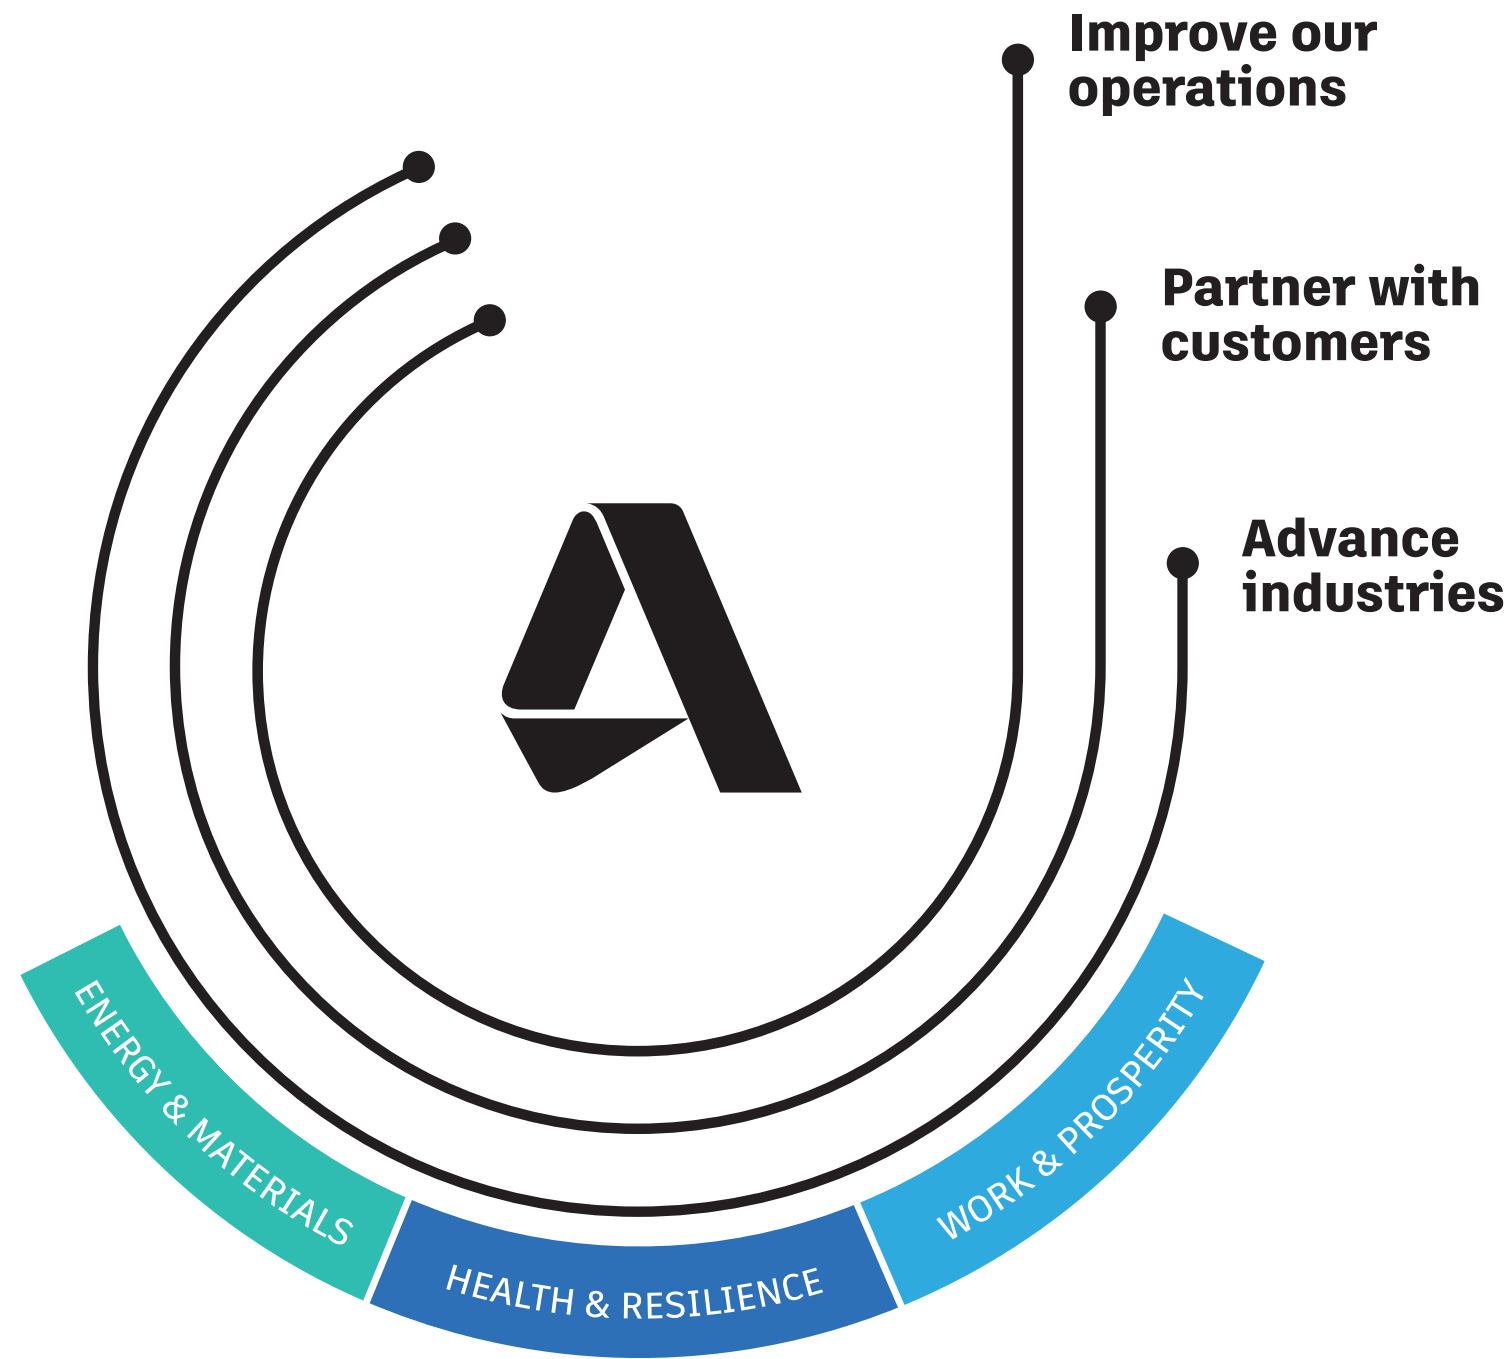 Improve our
operations
Partner with
customers
Advance
industries
ENERGY & MATERIALS
HEALTH & RESILIENCE
WORK & PROSPERITY